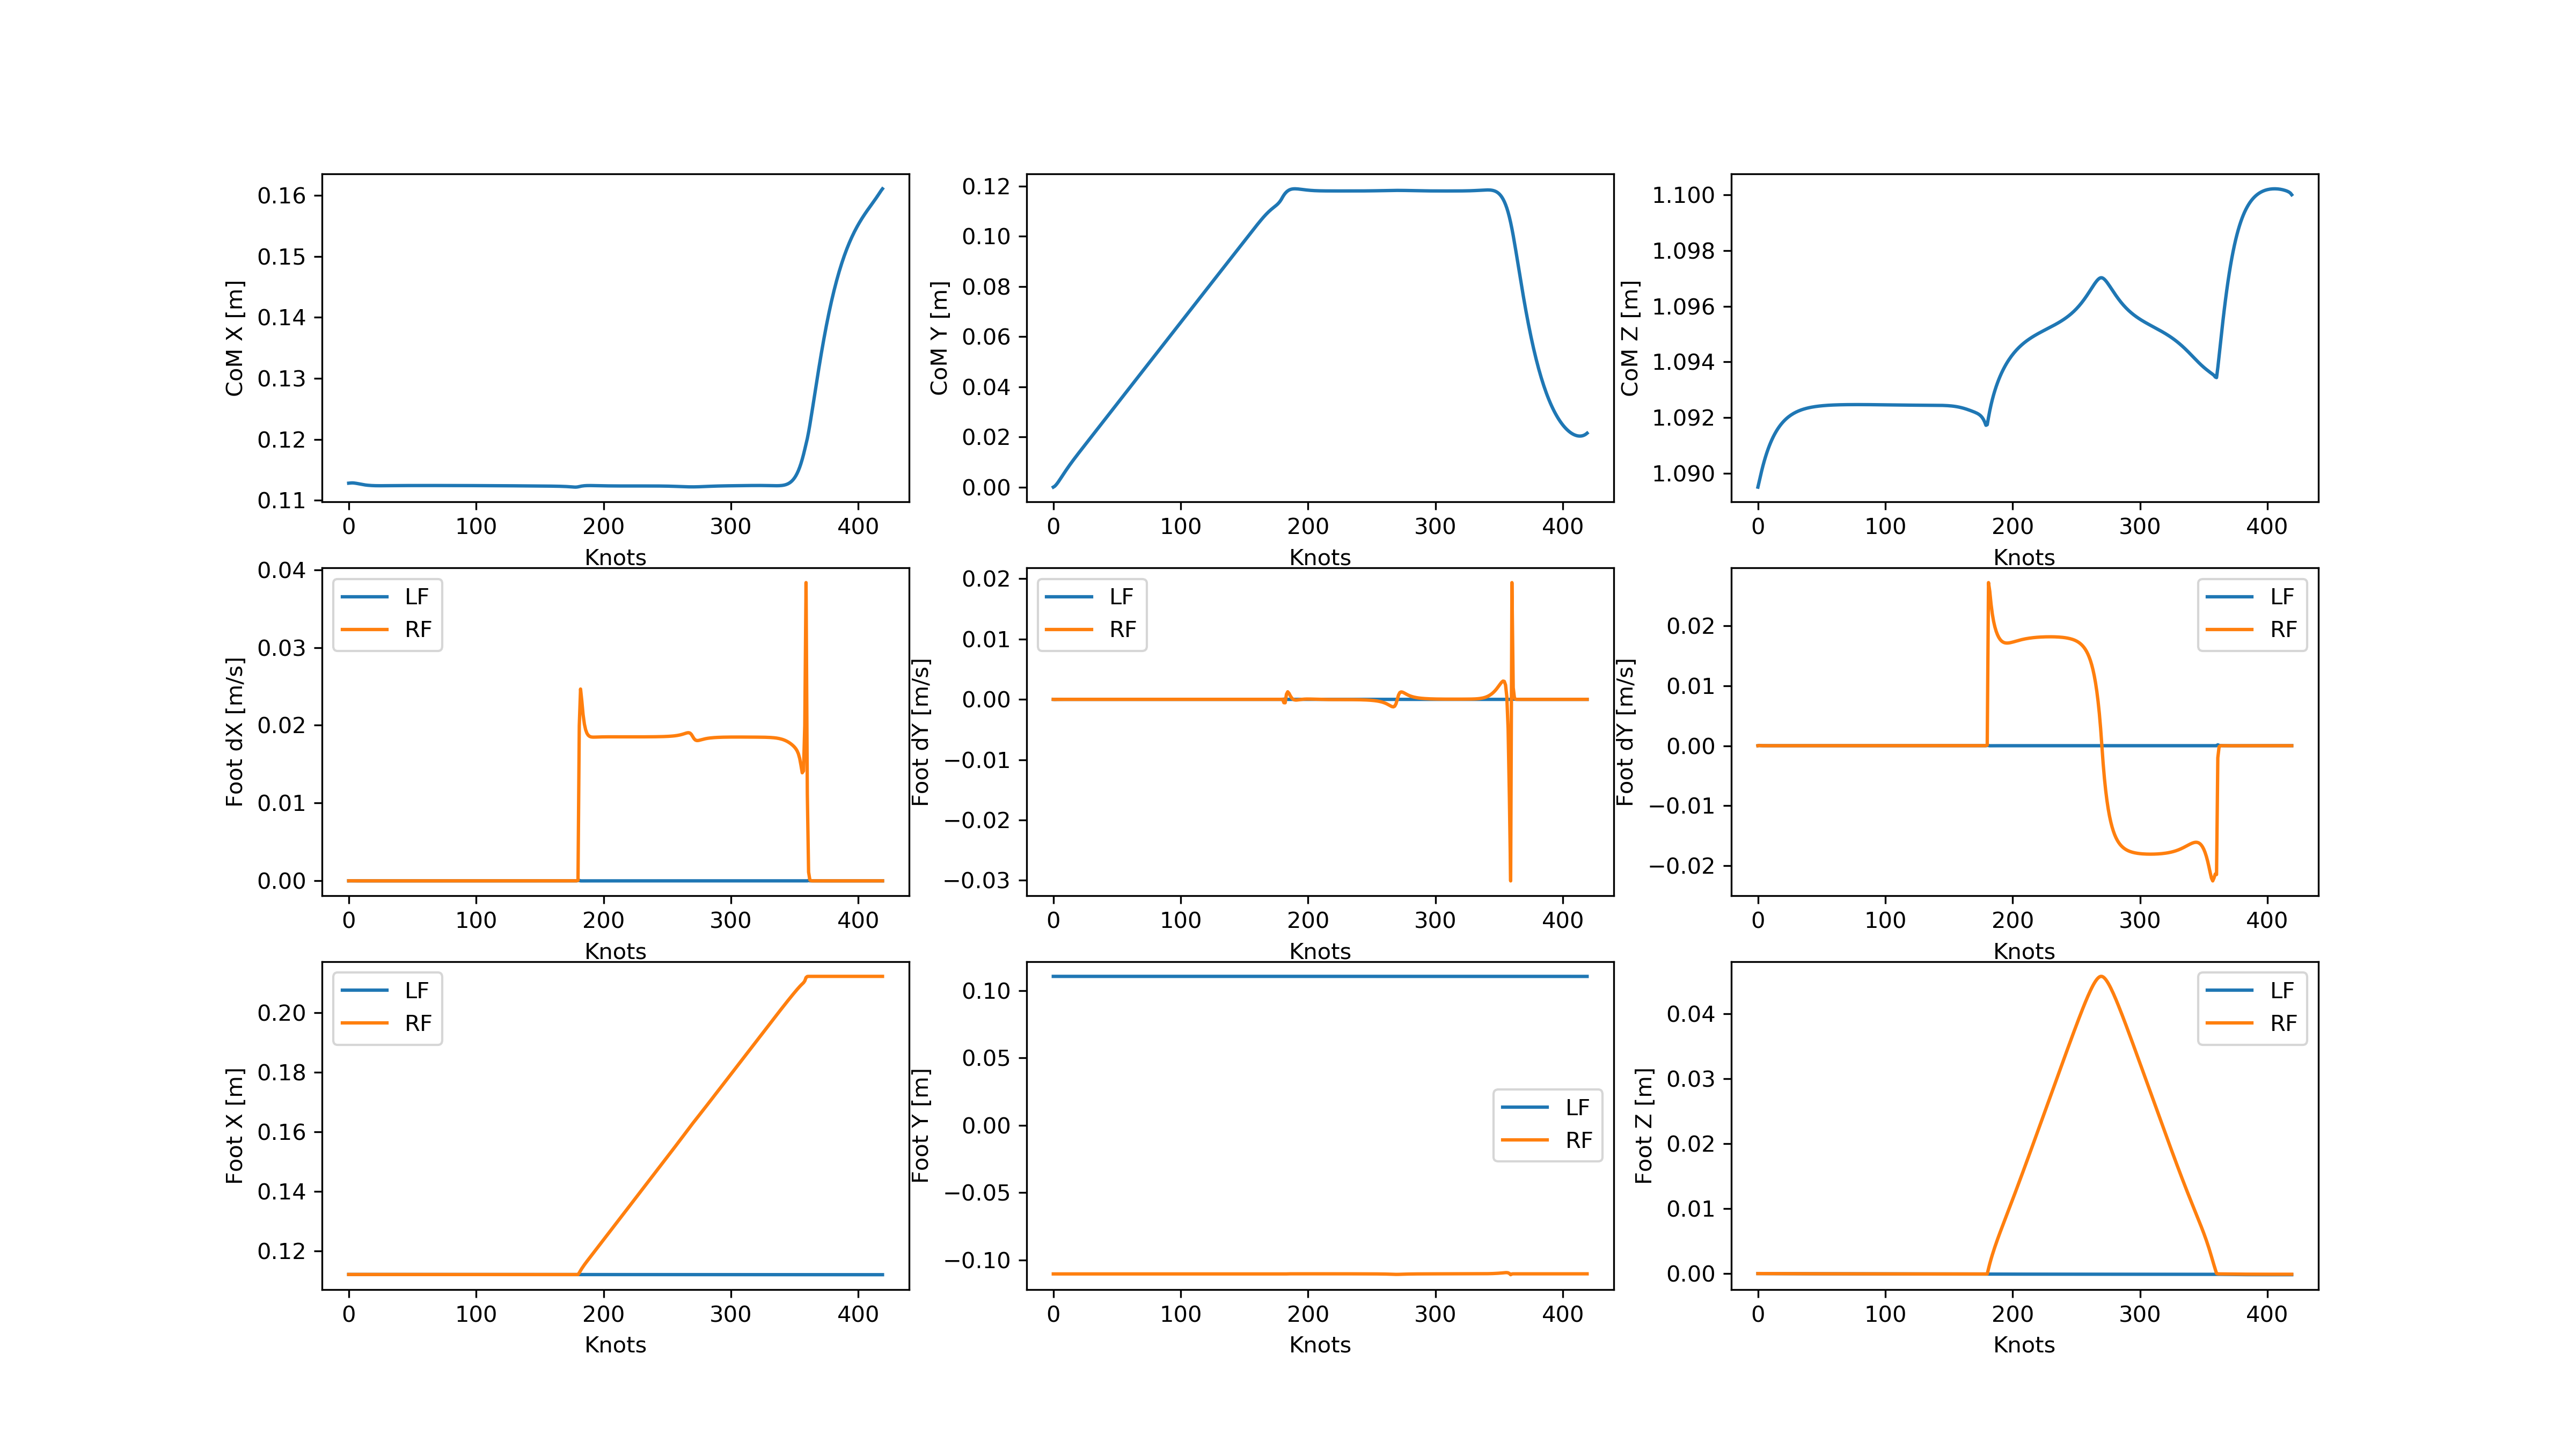 CoM X [m]
0.16
0.15
0.14
0.13
0.12
0.11
0 100 200 300 400
Knots
CoM Y [m]
0.12
0.10
0.08
0.06
0.04
0.02
0.00
0 100 200 300 400
Knots
CoM Z [m]
1.100
1.098
1.096
1.094
1.092
1.090
0 100 200 300 400
Knots
Foot dX [m/s]
0.04
0.03
0.02
0.01
0.00
LF
RF
0 100 200 300 400
Knots
Foot dY [m/s]
0.02
0.01
0.00
−0.01
−0.02
−0.03
LF
RF
0 100 200 300 400
Knots
Foot dY [m/s]
0.02
0.01
0.00
−0.01
−0.02
LF
RF
0 100 200 300 400
Knots
Foot X [m]
0.20
0.18
0.16
0.14
0.12
LF
RF
0 100 200 300 400
Knots
Foot Y [m]
0.10
0.05
0.00
−0.05
−0.10
LF
RF
0 100 200 300 400
Knots
Foot Z [m]
0.04
0.03
0.02
0.01
0.00
LF
RF
0 100 200 300 400
Knots